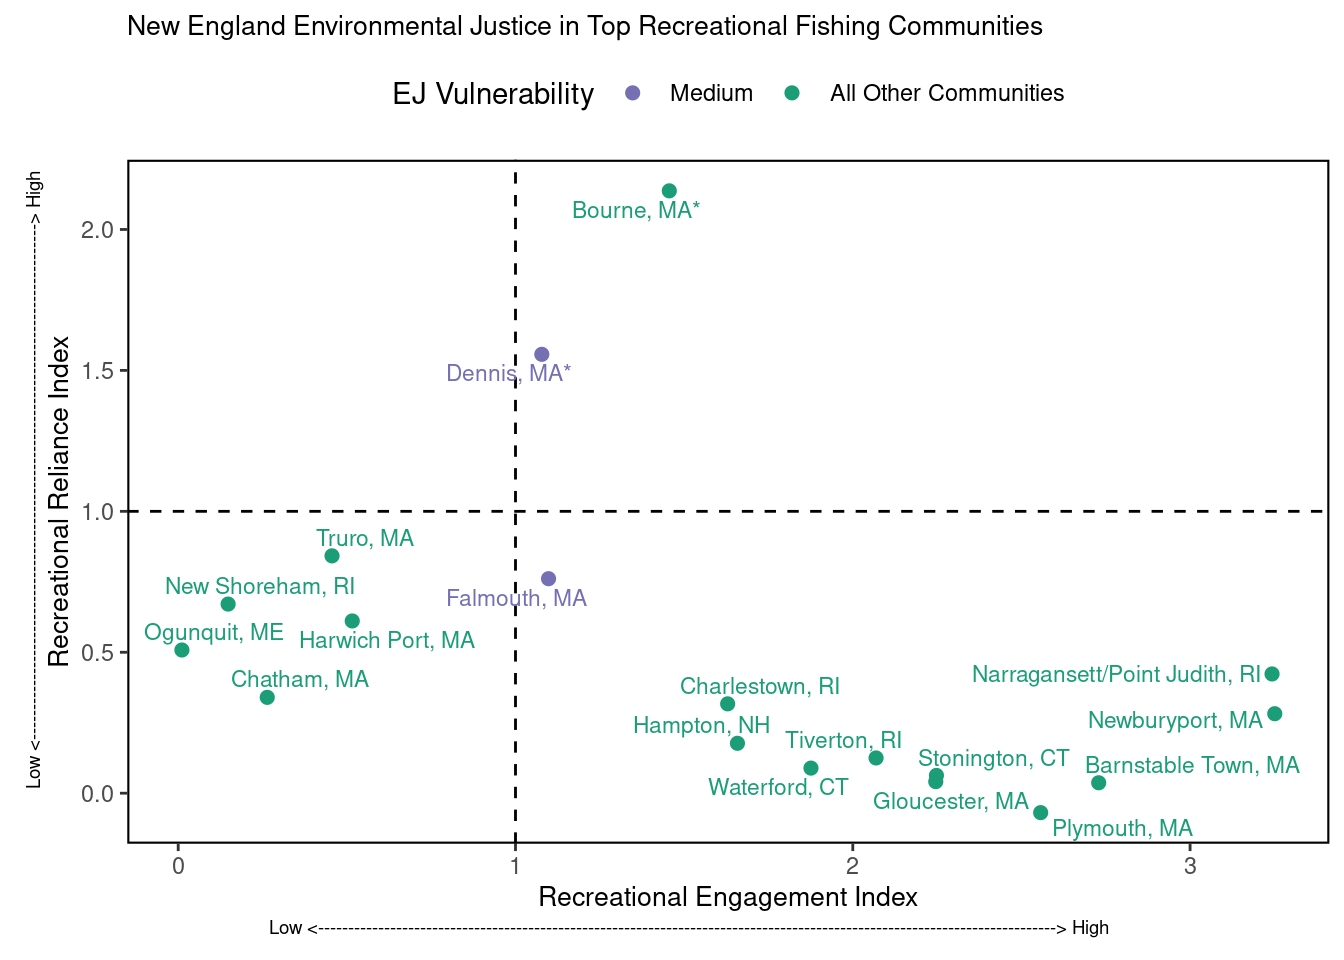 New England Environmental Justice in Top Recreational Fishing Communities
EJ Vulnerability
Medium
All Other Communities
High
Low <---------->
Recreational Reliance Index
2.0
1.5
1.0
0.5
0.0
Bourne, MA*
Dennis, MA*
Truro, MA
New Shoreham, RI
Falmouth, MA
Ogunquit, ME
Harwich Port, MA
Chatham, MA
Narragansett/Point Judith, RI
Charlestown, RI
Newburyport, MA
Hampton, NH
Tiverton, RI
Stonington, CT
Barnstable Town, MA
Waterford, CT
Gloucester, MA
Plymouth, MA
0
1
2
3
Recreational Engagement Index
Low <----------> High